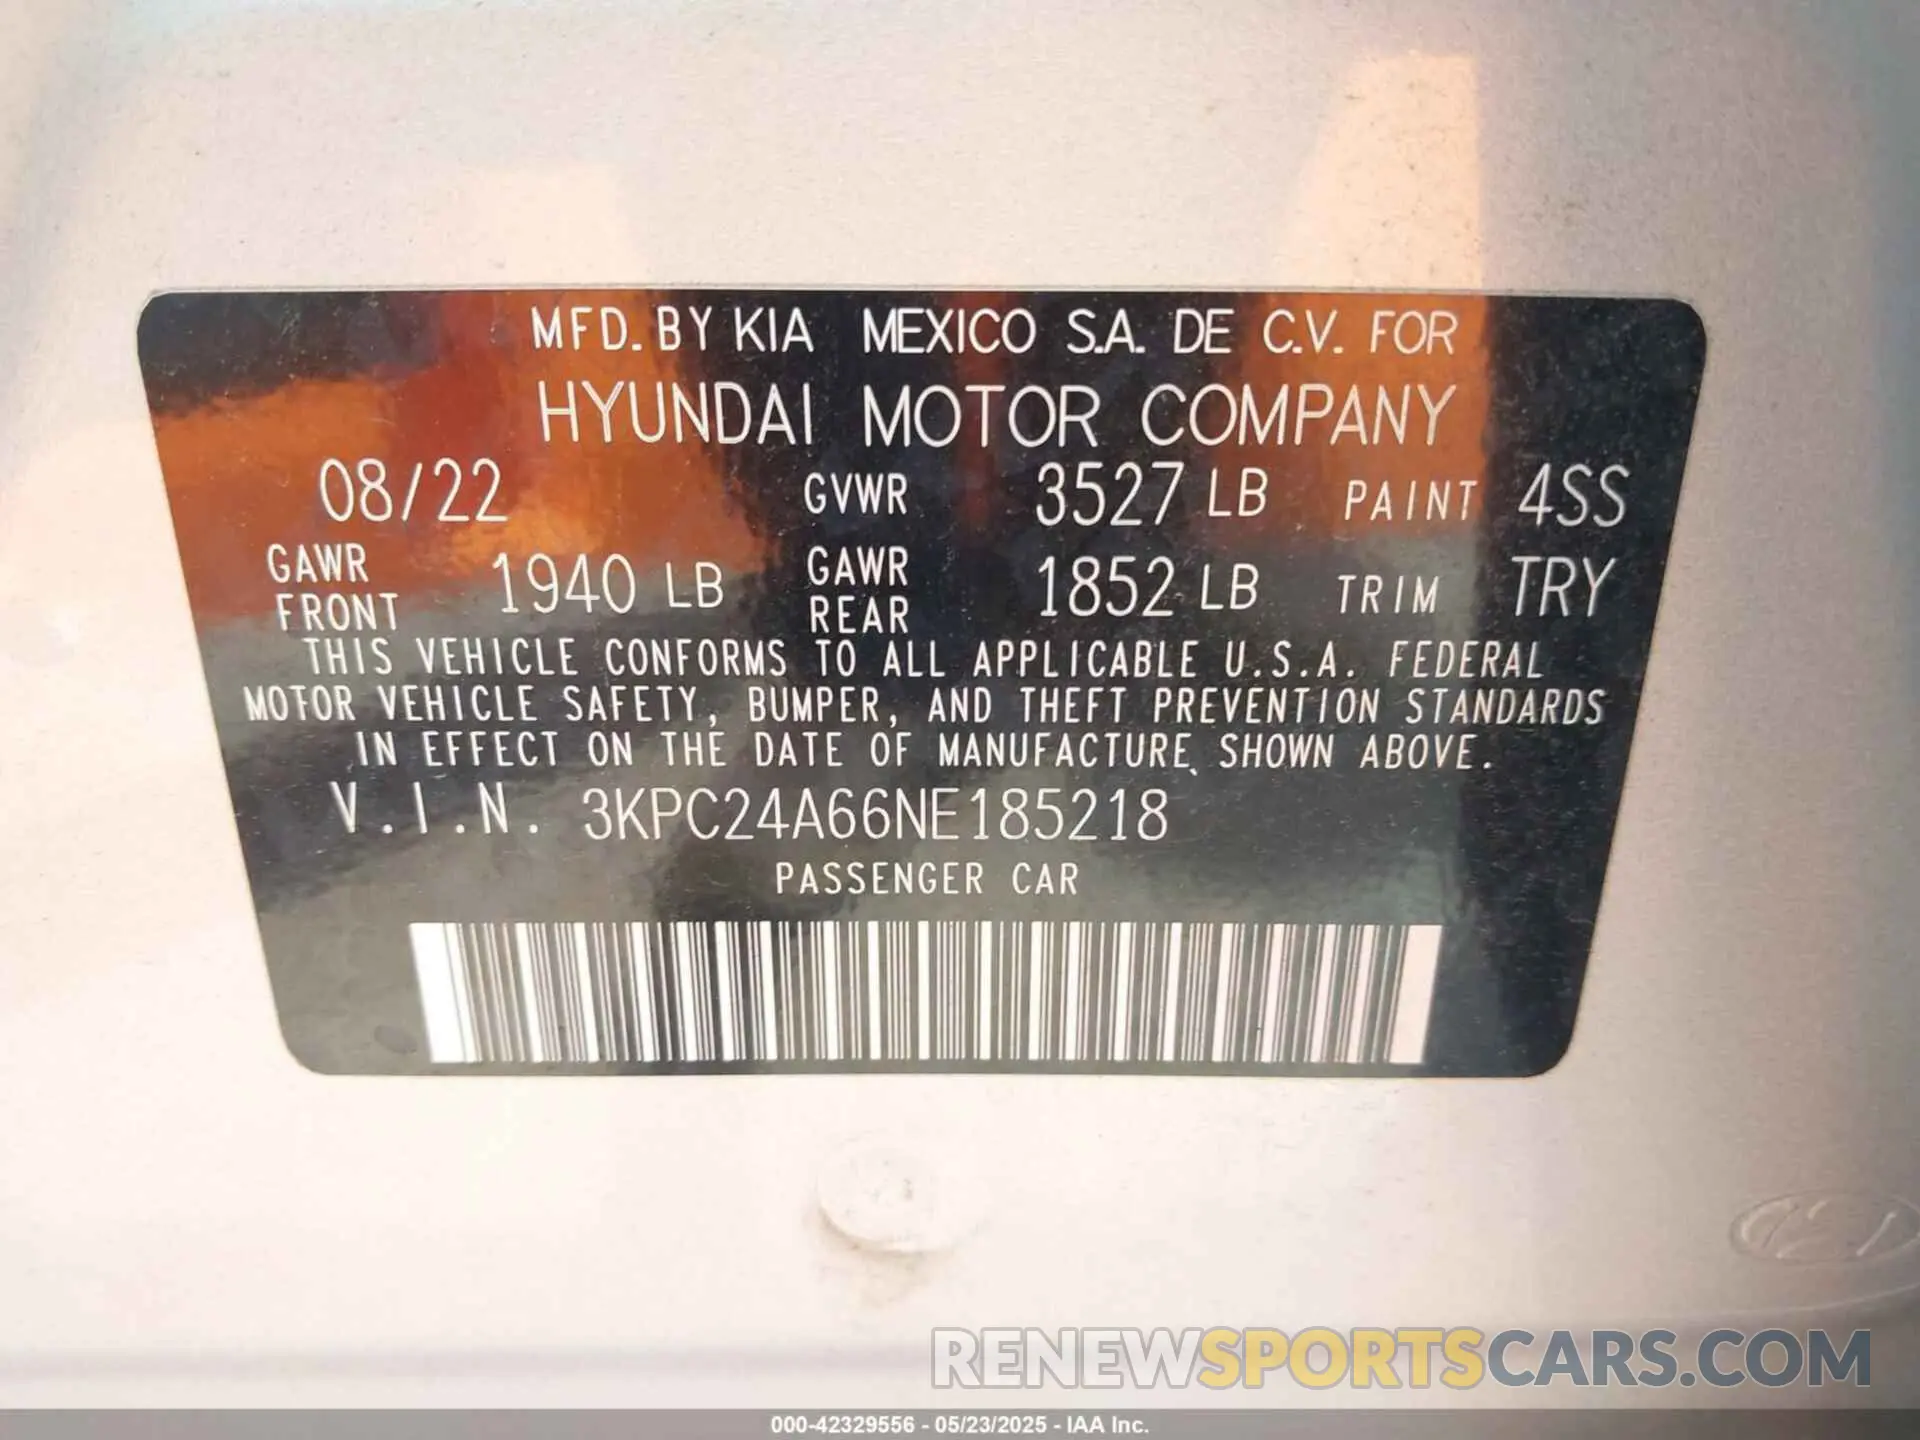 MFD. BY KIA MEXICO S.A. DE C.V. FOR
HYUNDAI MOTOR COMPANY
08/22 GVWR 3527 LB PAINT 4SS
GAWR FRONT 1940 LB GAWR REAR 1852 LB TRIM TRY
THIS VEHICLE CONFORMS TO ALL APPLICABLE U.S.A. FEDERAL
MOTOR VEHICLE SAFETY, BUMPER, AND THEFT PREVENTION STANDARDS
IN EFFECT ON THE DATE OF MANUFACTURE SHOWN ABOVE.
V.I.N. 3KPC24A66NE185218
PASSENGER CAR
RENEWSPORTSCARS.COM
000-42329556 - 05/23/2025 - IAA Inc.